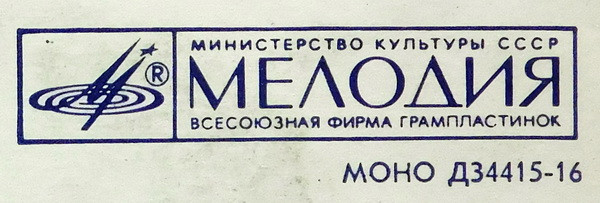 МИНИСТЕРСТВО КУЛЬТУРЫ СССР
®
МЕЛОДИЯ
ВСЕСОЮЗНАЯ ФИРМА ГРАМПЛАСТИНОК
МОНО Д34415-16